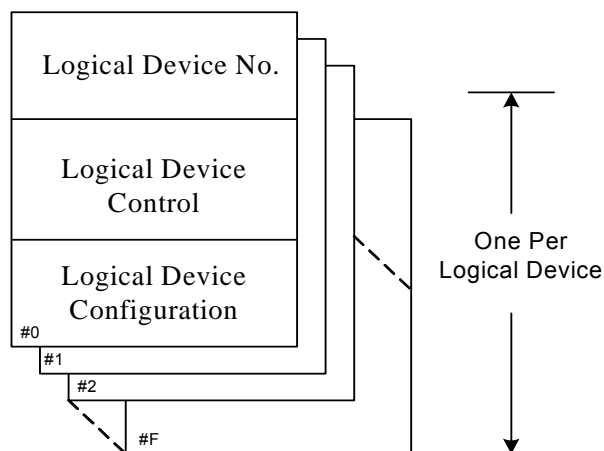 Logical Device No.
Logical Device
Control
Logical Device
Configuration
#0
#1
#2
#F
One Per
Logical Device